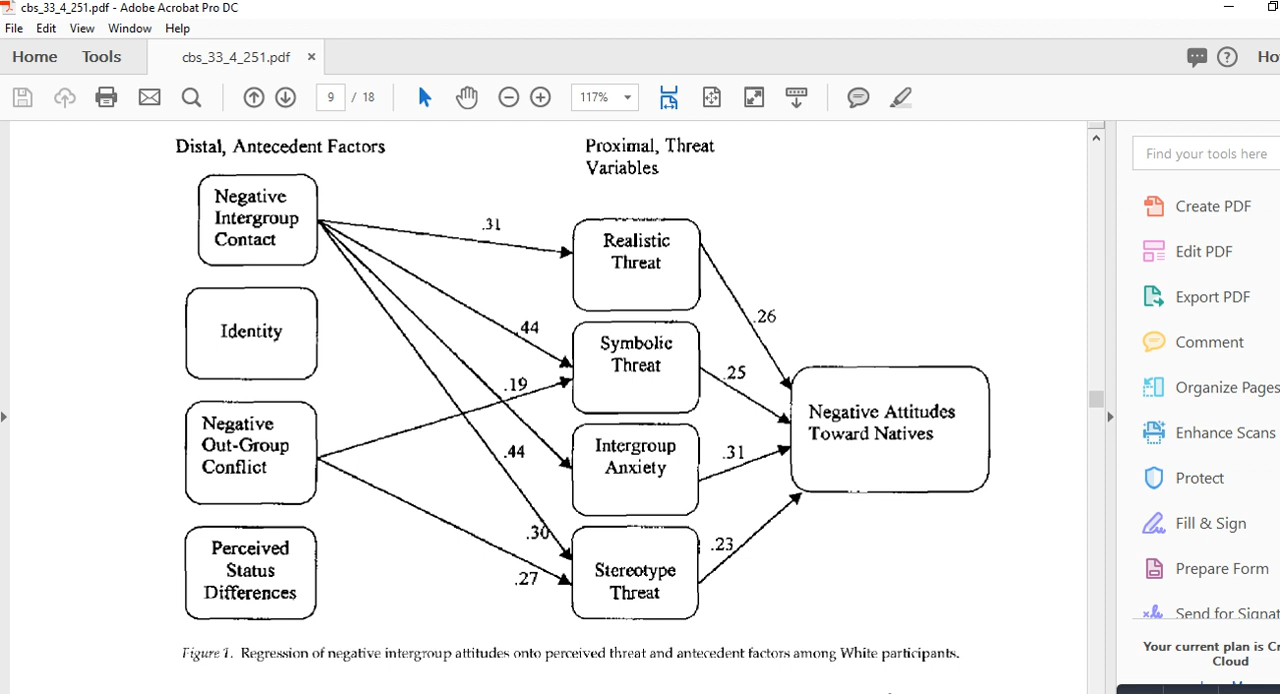 cbs_33_4_251.pdf - Adobe Acrobat Pro DC
File Edit View Window Help
Home Tools cbs_33_4_251.pdf ×
9 / 18 117%
Distal, Antecedent Factors
Proximal, Threat
Variables
Negative
Intergroup
Contact
Identity
Negative
Out-Group
Conflict
Perceived
Status
Differences
.31
.44
.19
.44
.30
.27
Realistic
Threat
Symbolic
Threat
Intergroup
Anxiety
Stereotype
Threat
.26
.25
.31
.23
Negative Attitudes
Toward Natives
Figure 1. Regression of negative intergroup attitudes onto perceived threat and antecedent factors among White participants.
Find your tools here
Create PDF
Edit PDF
Export PDF
Comment
Organize Pages
Enhance Scans
Protect
Fill & Sign
Prepare Form
Send for Signat
Your current plan is Cr
Cloud